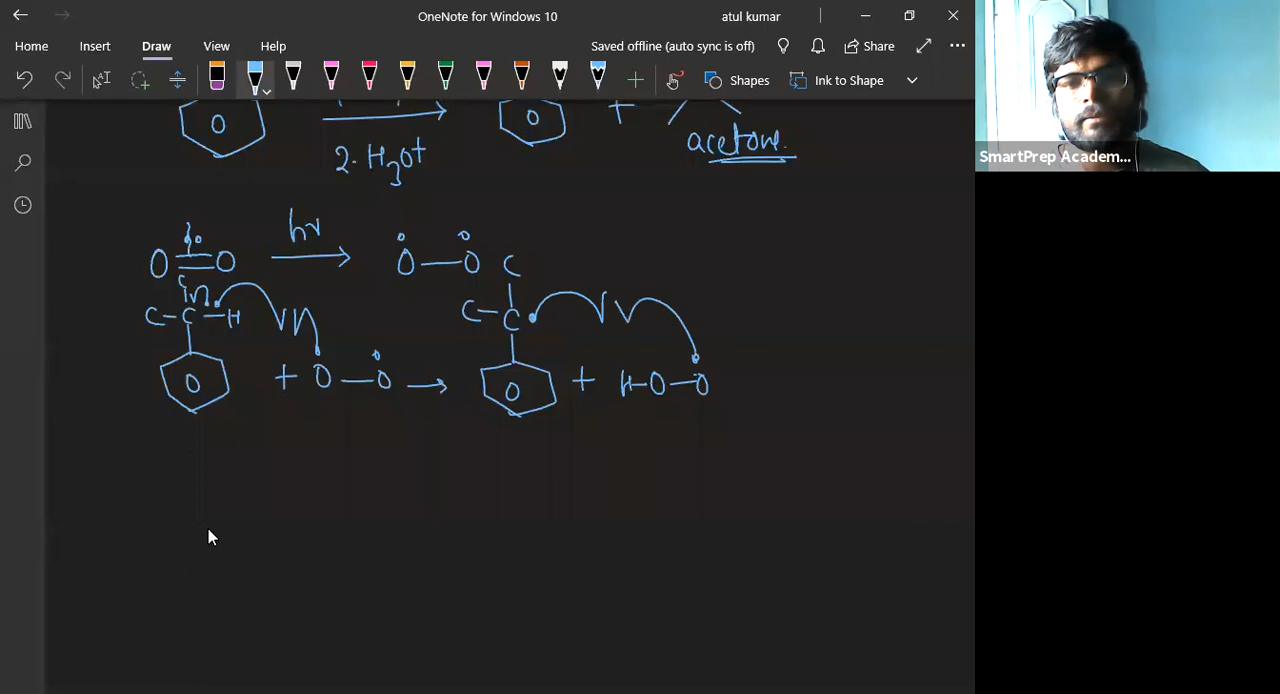 OneNote for Windows 10
atul kumar
Home Insert Draw View Help
Saved offline (auto sync is off)
Share
Shapes
Ink to Shape
SmartPrep Academ...
O + O
acetone.
2. H3O+
O=O hν → O—O
C
C
C—C—H
C—C
O + O—O → O + H—O—O